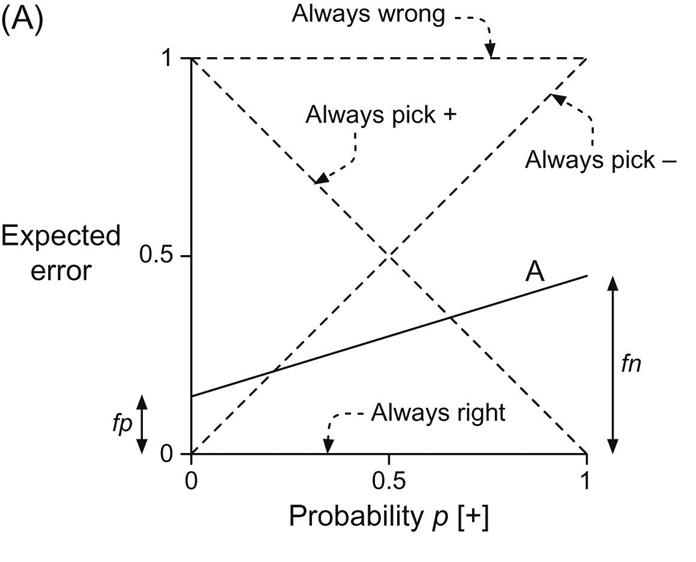 (A)
Always wrong
1
Always pick +
Always pick –
Expected
error
0.5
A
fn
fp
Always right
0
0
0.5
1
Probability p [+]